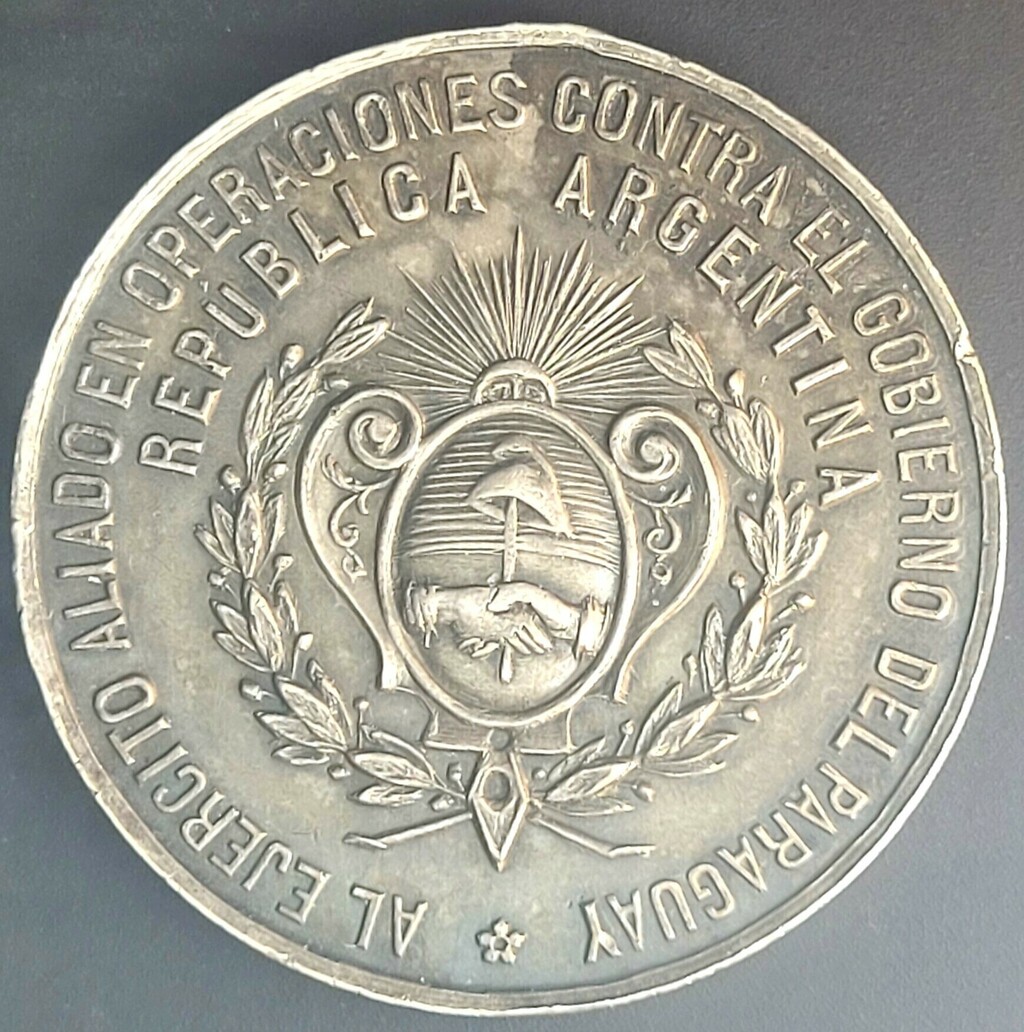 AL EJERCITO ALIADO EN OPERACIONES CONTRA EL GOBIERNO DEL PARAGUAY
REPÚBLICA ARGENTINA